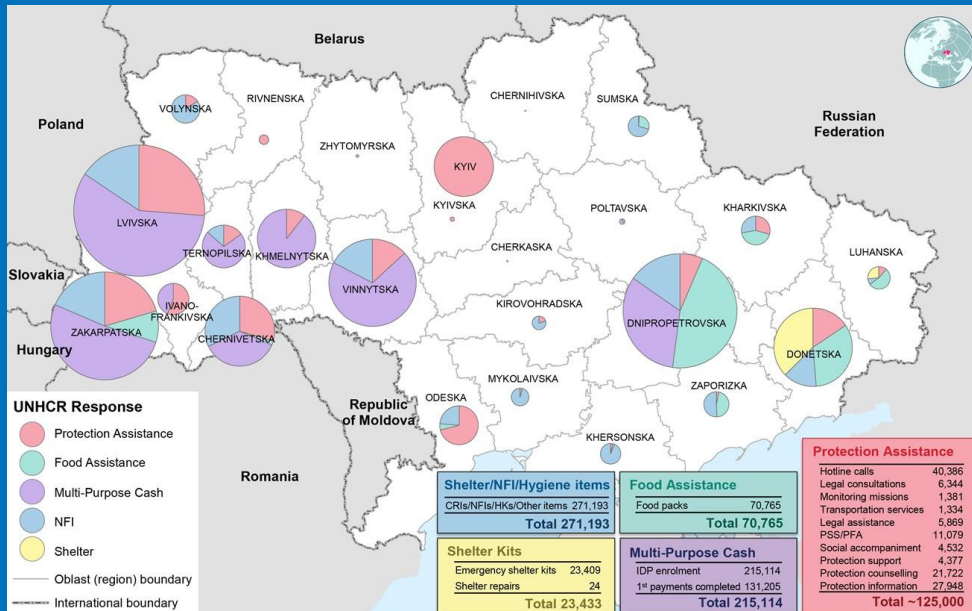 Belarus
Poland
Russian
Federation
Slovakia
Hungary
Republic
of Moldova
Romania
VOLYNSKA
RIVNENSKA
ZHYTOMYRSKA
CHERNIHIVSKA
SUMSKA
KYIV
KYIVSKA
LVIVSKA
TERNOPILSKA
KHMELNYTSKA
VINNYTSKA
CHERKASKA
POLTAVSKA
KHARKIVSKA
LUHANSKA
ZAKARPATSKA
IVANO-
FRANKIVSKA
CHERNIVETSKA
KIROVOHRADSKA
DNIPROPETROVSKA
DONETSKA
ODESKA
MYKOLAIVSKA
ZAPORIZKA
KHERSONSKA
UNHCR Response
Protection Assistance
Food Assistance
Multi-Purpose Cash
NFI
Shelter
Oblast (region) boundary
International boundary
Shelter/NFI/Hygiene items
CRIs/NFIs/HKs/Other items 271,193
Total 271,193
Food Assistance
Food packs 70,765
Total 70,765
Shelter Kits
Emergency shelter kits 23,409
Shelter repairs 24
Total 23,433
Multi-Purpose Cash
IDP enrolment 215,114
1st payments completed 131,205
Total 215,114
Protection Assistance
Hotline calls 40,386
Legal consultations 6,344
Monitoring missions 1,381
Transportation services 1,334
Legal assistance 5,869
PSS/PFA 11,079
Social accompaniment 4,532
Protection support 4,377
Protection counselling 21,722
Protection information 27,948
Total ~125,000